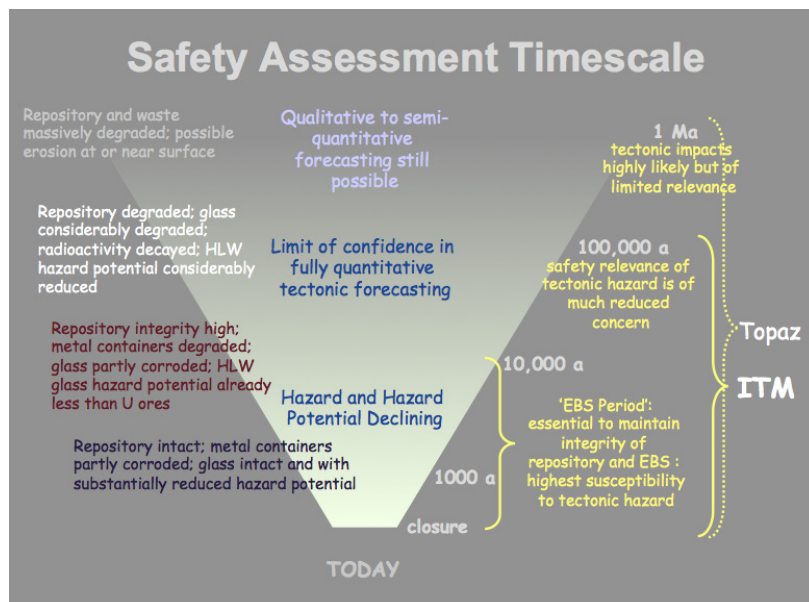 Safety Assessment Timescale
Repository and waste
massively degraded; possible
erosion at or near surface
Qualitative to semi-
quantitative
forecasting still
possible
1 Ma
tectonic impacts
highly likely but of
limited relevance
Repository degraded; glass
considerably degraded;
radioactivity decayed; HLW
hazard potential considerably
reduced
Limit of confidence in
fully quantitative
tectonic forecasting
100,000 a
safety relevance of
tectonic hazard is of
much reduced
concern
Topaz
ITM
Repository integrity high;
metal containers degraded;
glass partly corroded; HLW
glass hazard potential already
less than U ores
Hazard and Hazard
Potential Declining
10,000 a
'EBS Period':
essential to maintain
integrity of
repository and EBS :
highest susceptibility
to tectonic hazard
Repository intact; metal containers
partly corroded; glass intact and with
substantially reduced hazard potential
1000 a
closure
TODAY